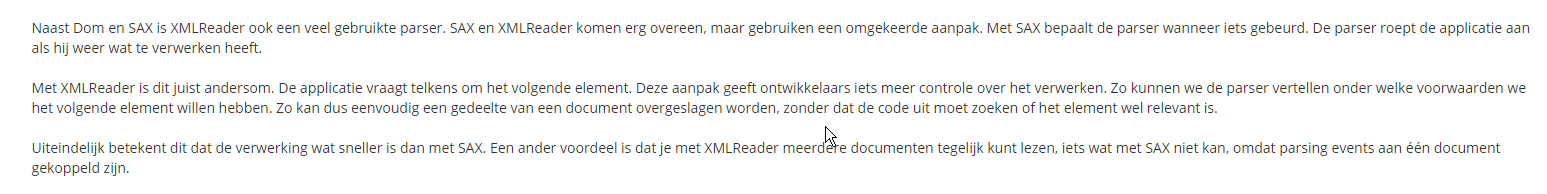 Naast Dom en SAX is XMLReader ook een veel gebruikte parser. SAX en XMLReader komen erg overeen, maar gebruiken een omgekeerde aanpak. Met SAX bepaalt de parser wanneer iets gebeurd. De parser roept de applicatie aan
als hij weer wat te verwerken heeft.
Met XMLReader is dit juist andersom. De applicatie vraagt telkens om het volgende element. Deze aanpak geeft ontwikkelaars iets meer controle over het verwerken. Zo kunnen we de parser vertellen onder welke voorwaarden we
het volgende element willen hebben. Zo kan dus eenvoudig een gedeelte van een document overgeslagen worden, zonder dat de code uit moet zoeken of het element wel relevant is.
Uiteindelijk betekent dit dat de verwerking wat sneller is dan met SAX. Een ander voordeel is dat je met XMLReader meerdere documenten tegelijk kunt lezen, iets wat met SAX niet kan, omdat parsing events aan één document
gekoppeld zijn.